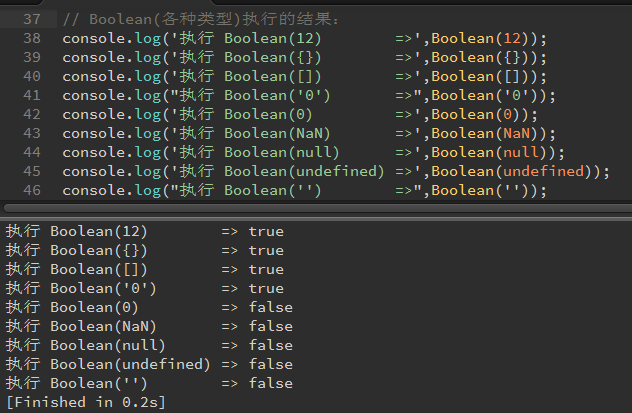 37 // Boolean(各种类型)执行的结果:
38 console.log('执行 Boolean(12)        =>',Boolean(12));
39 console.log('执行 Boolean({})        =>',Boolean({}));
40 console.log('执行 Boolean([])        =>',Boolean([]));
41 console.log("执行 Boolean('0')       =>",Boolean('0'));
42 console.log('执行 Boolean(0)         =>',Boolean(0));
43 console.log('执行 Boolean(NaN)       =>',Boolean(NaN));
44 console.log('执行 Boolean(null)      =>',Boolean(null));
45 console.log('执行 Boolean(undefined) =>',Boolean(undefined));
46 console.log("执行 Boolean('')        =>",Boolean(''));
执行 Boolean(12)        => true
执行 Boolean({})        => true
执行 Boolean([])        => true
执行 Boolean('0')       => true
执行 Boolean(0)         => false
执行 Boolean(NaN)       => false
执行 Boolean(null)      => false
执行 Boolean(undefined) => false
执行 Boolean('')        => false
[Finished in 0.2s]